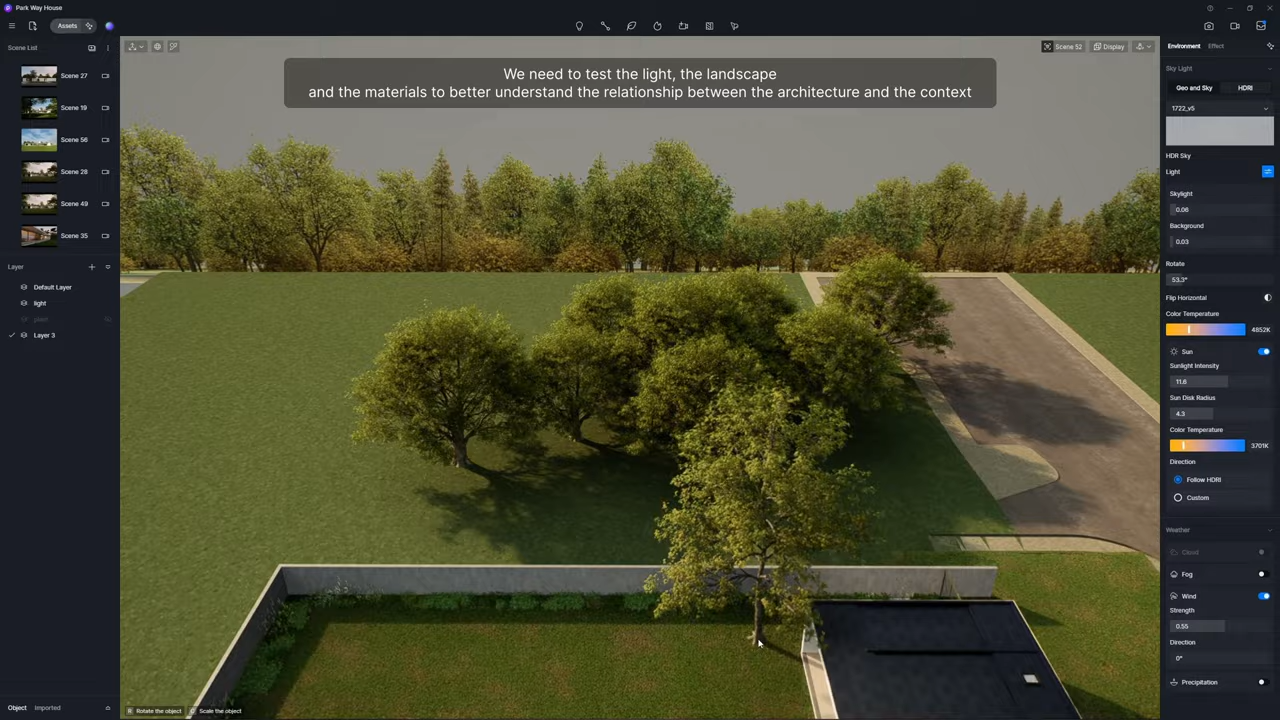 Park Way House
Assets
Scene List
Scene 27
Scene 19
Scene 56
Scene 28
Scene 49
Scene 35
Layer
Default Layer
light
plant
Layer 3
Object
Imported
Scene 52
Display
We need to test the light, the landscape
and the materials to better understand the relationship between the architecture and the context
R Rotate the object
Scale the object
Environment
Effect
Sky Light
Geo and Sky
HDRI
1722_v5
HDR Sky
Light
Skylight
0.06
Background
0.03
Rotate
53.3°
Flip Horizontal
Color Temperature
4852K
Sun
Sunlight Intensity
11.6
Sun Disk Radius
4.3
Color Temperature
3701K
Direction
Follow HDRI
Custom
Weather
Cloud
Fog
Wind
Strength
0.55
Direction
0°
Precipitation